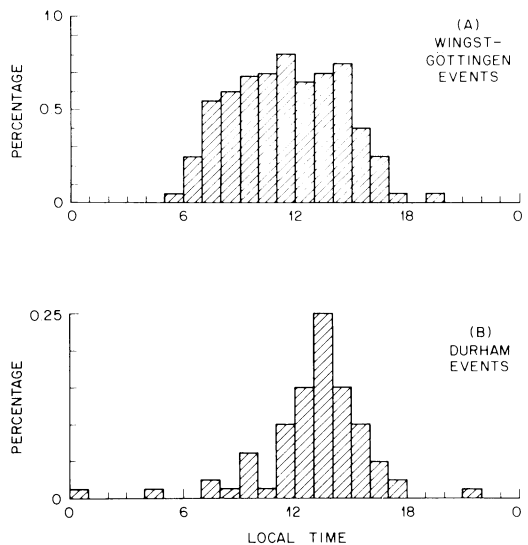 1.0
(A)
WINGST-
GÖTTINGEN
EVENTS
PERCENTAGE
0.5
0
0 6 12 18 0
0.25
(B)
DURHAM
EVENTS
PERCENTAGE
0
0 6 12 18 0
LOCAL TIME